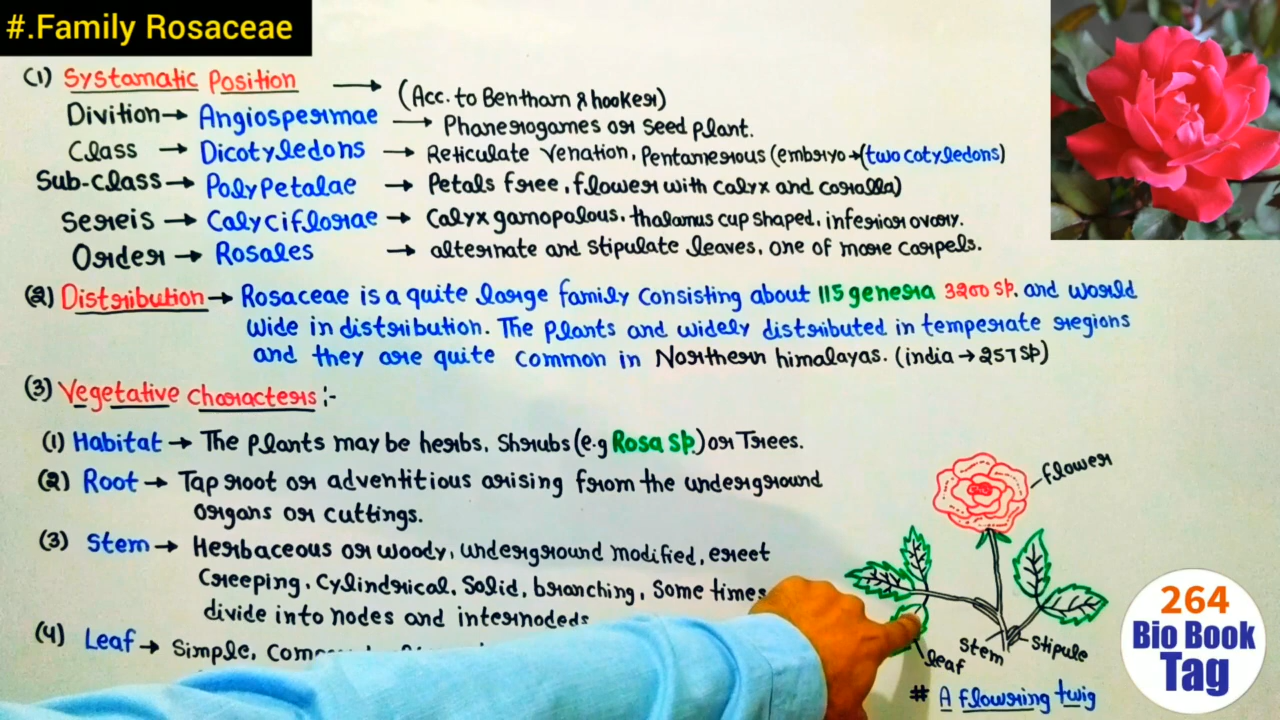 #.Family Rosaceae
(1) Systamatic Position → (Acc. to Bentham & hooker)
Divition → Angiospermae → Phanerogames or seed plant.
Class → Dicotyledons → Reticulate Venation, Pentamerous (embriyo → (two cotyledons)
Sub-class → Polypetalae → Petals free, flower with calyx and coralla)
Sereis → Calyciflorae → Calyx gamopolous, thalamus cup shaped, inferior ovary.
Order → Rosales → alternate and stipulate leaves, one of more carpels.
(2) Distribution → Rosaceae is a quite large family consisting about 115 genera 3200 sp. and world
wide in distribution. The plants and widely distributed in temperate regions
and they are quite common in Northern himalayas. (india → 257 sp)
(3) Vegetative characters :-
(1) Habitat → The plants may be herbs, Shrubs (e.g Rosa Sp.) or Trees.
(2) Root → Tap root or adventitious arising from the underground
organs or cuttings.
(3) Stem → Herbaceous or woody, underground modified, ereet
Creeping, Cylindrical, Solid, branching, Some times
divide into nodes and internodeds
(4) Leaf → Simple,
flower
leaf
Stem
Stipule
# A flowering twig
264
Bio Book
Tag